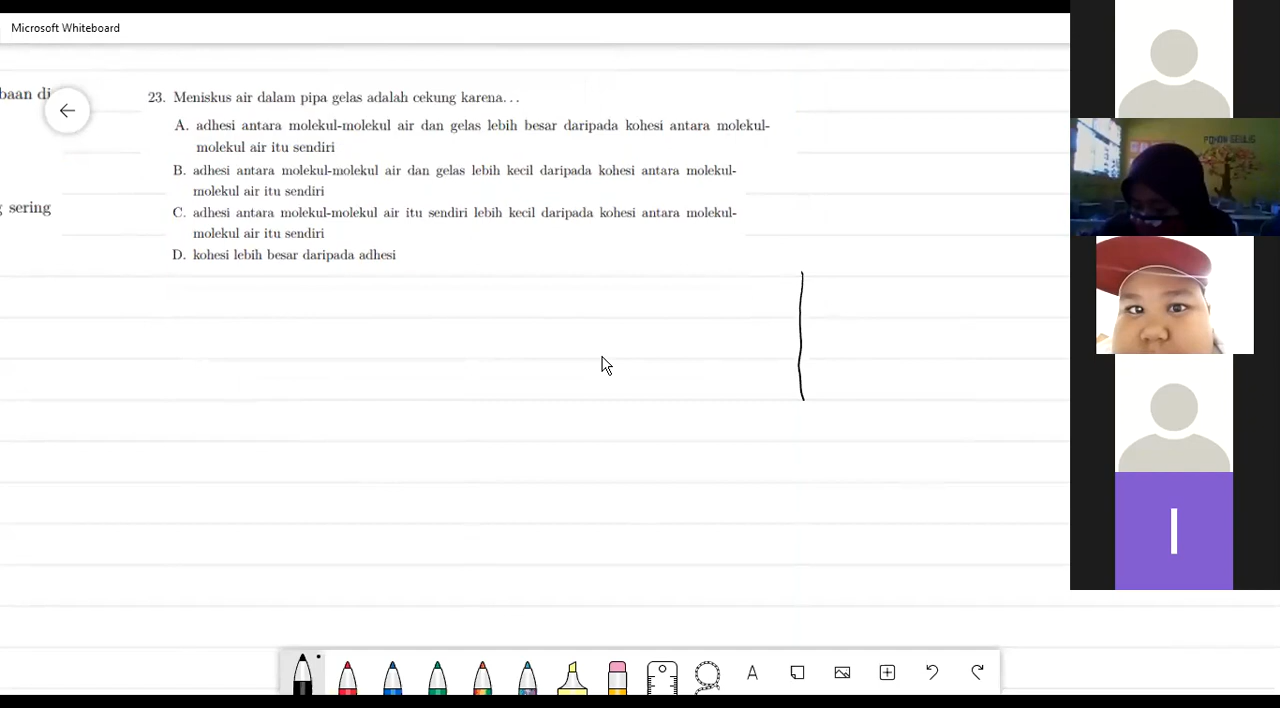 Microsoft Whiteboard
baan di
sering
23. Meniskus air dalam pipa gelas adalah cekung karena...
A. adhesi antara molekul-molekul air dan gelas lebih besar daripada kohesi antara molekul-
molekul air itu sendiri
B. adhesi antara molekul-molekul air dan gelas lebih kecil daripada kohesi antara molekul-
molekul air itu sendiri
C. adhesi antara molekul-molekul air itu sendiri lebih kecil daripada kohesi antara molekul-
molekul air itu sendiri
D. kohesi lebih besar daripada adhesi
POHON
I
A